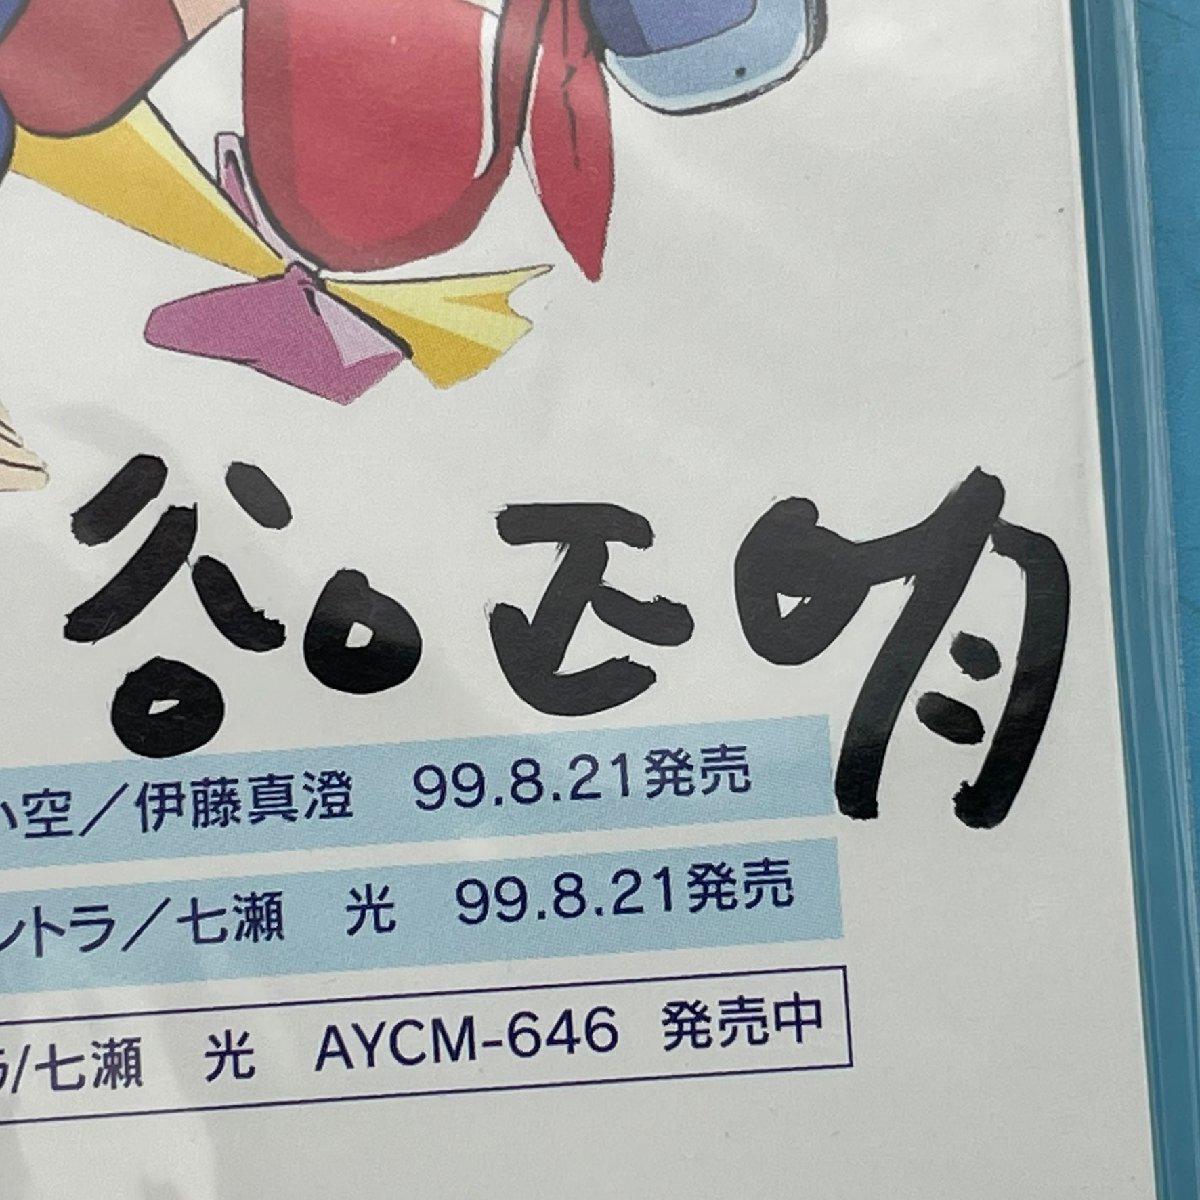 谷口正明
い空／伊藤真澄　99.8.21発売
ントラ／七瀬　光　99.8.21発売
ラ/七瀬　光　AYCM-646　発売中